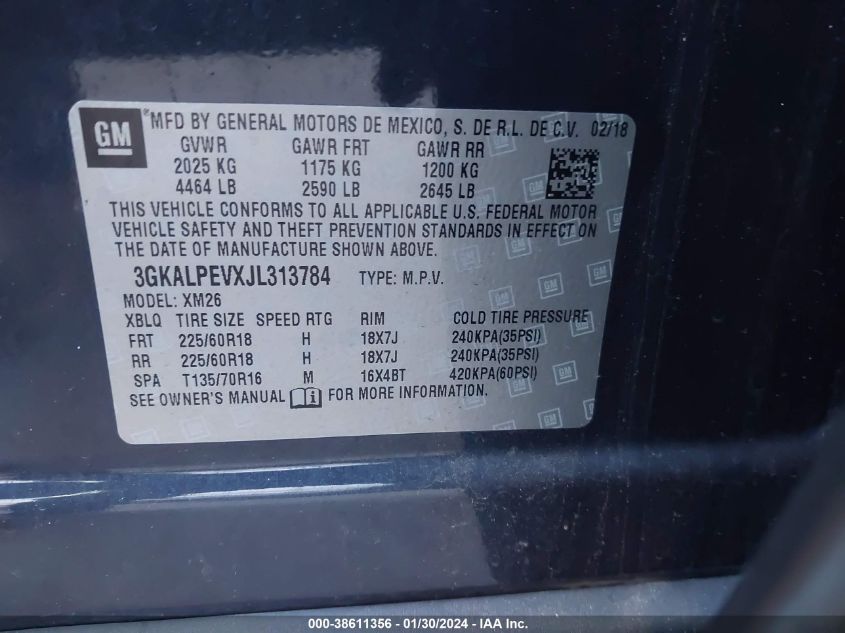 GM
®MFD BY GENERAL MOTORS DE MEXICO, S. DE R.L. DE C.V. 02/18
GVWR GAWR FRT GAWR RR
2025 KG 1175 KG 1200 KG
4464 LB 2590 LB 2645 LB
THIS VEHICLE CONFORMS TO ALL APPLICABLE U.S. FEDERAL MOTOR
VEHICLE SAFETY AND THEFT PREVENTION STANDARDS IN EFFECT ON
THE DATE OF MANUFACTURE SHOWN ABOVE.
3GKALPEVXJL313784 TYPE: M.P.V.
MODEL: XM26
XBLQ TIRE SIZE SPEED RTG RIM COLD TIRE PRESSURE
FRT 225/60R18 H 18X7J 240KPA(35PSI)
RR 225/60R18 H 18X7J 240KPA(35PSI)
SPA T135/70R16 M 16X4BT 420KPA(60PSI)
SEE OWNER'S MANUAL i FOR MORE INFORMATION.
000-38611356 - 01/30/2024 - IAA Inc.